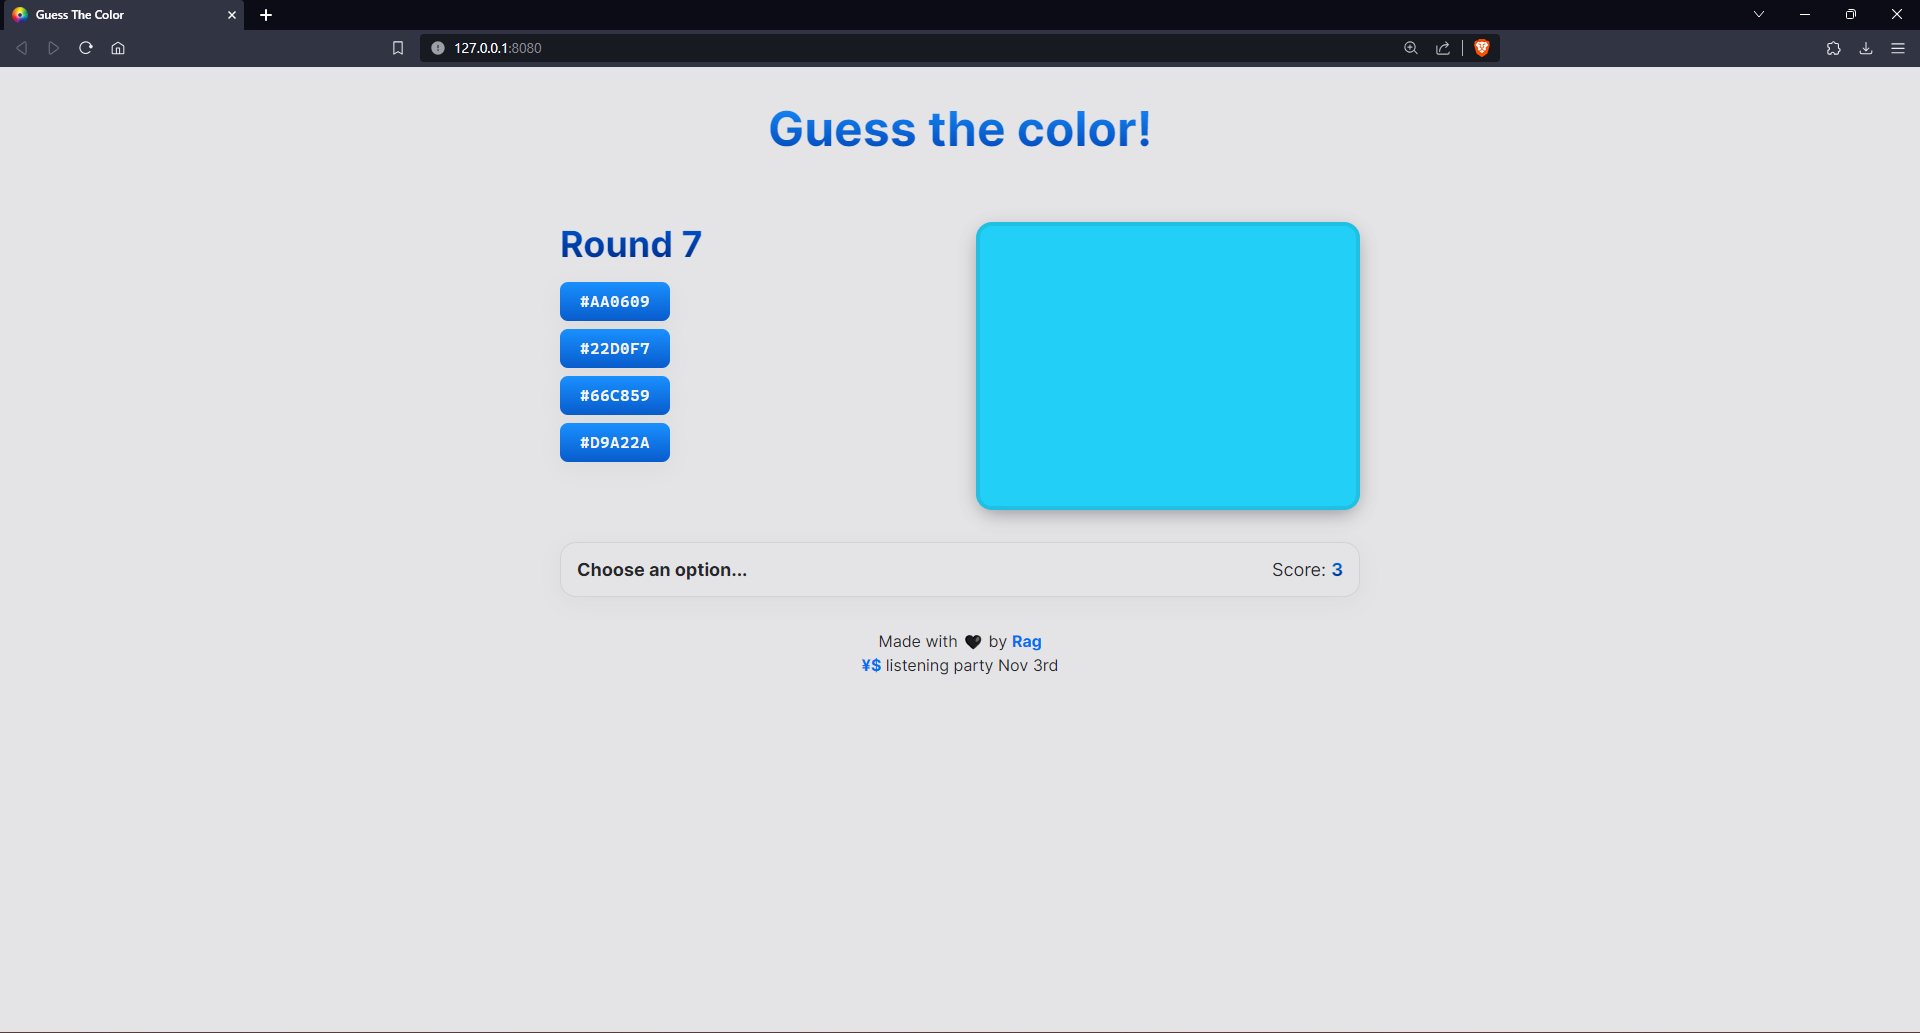 Guess The Color
127.0.0.1:8080
Guess the color!
Round 7
#AA0609
#22D0F7
#66C859
#D9A22A
Choose an option...
Score: 3
Made with 🖤 by Rag
¥$ listening party Nov 3rd